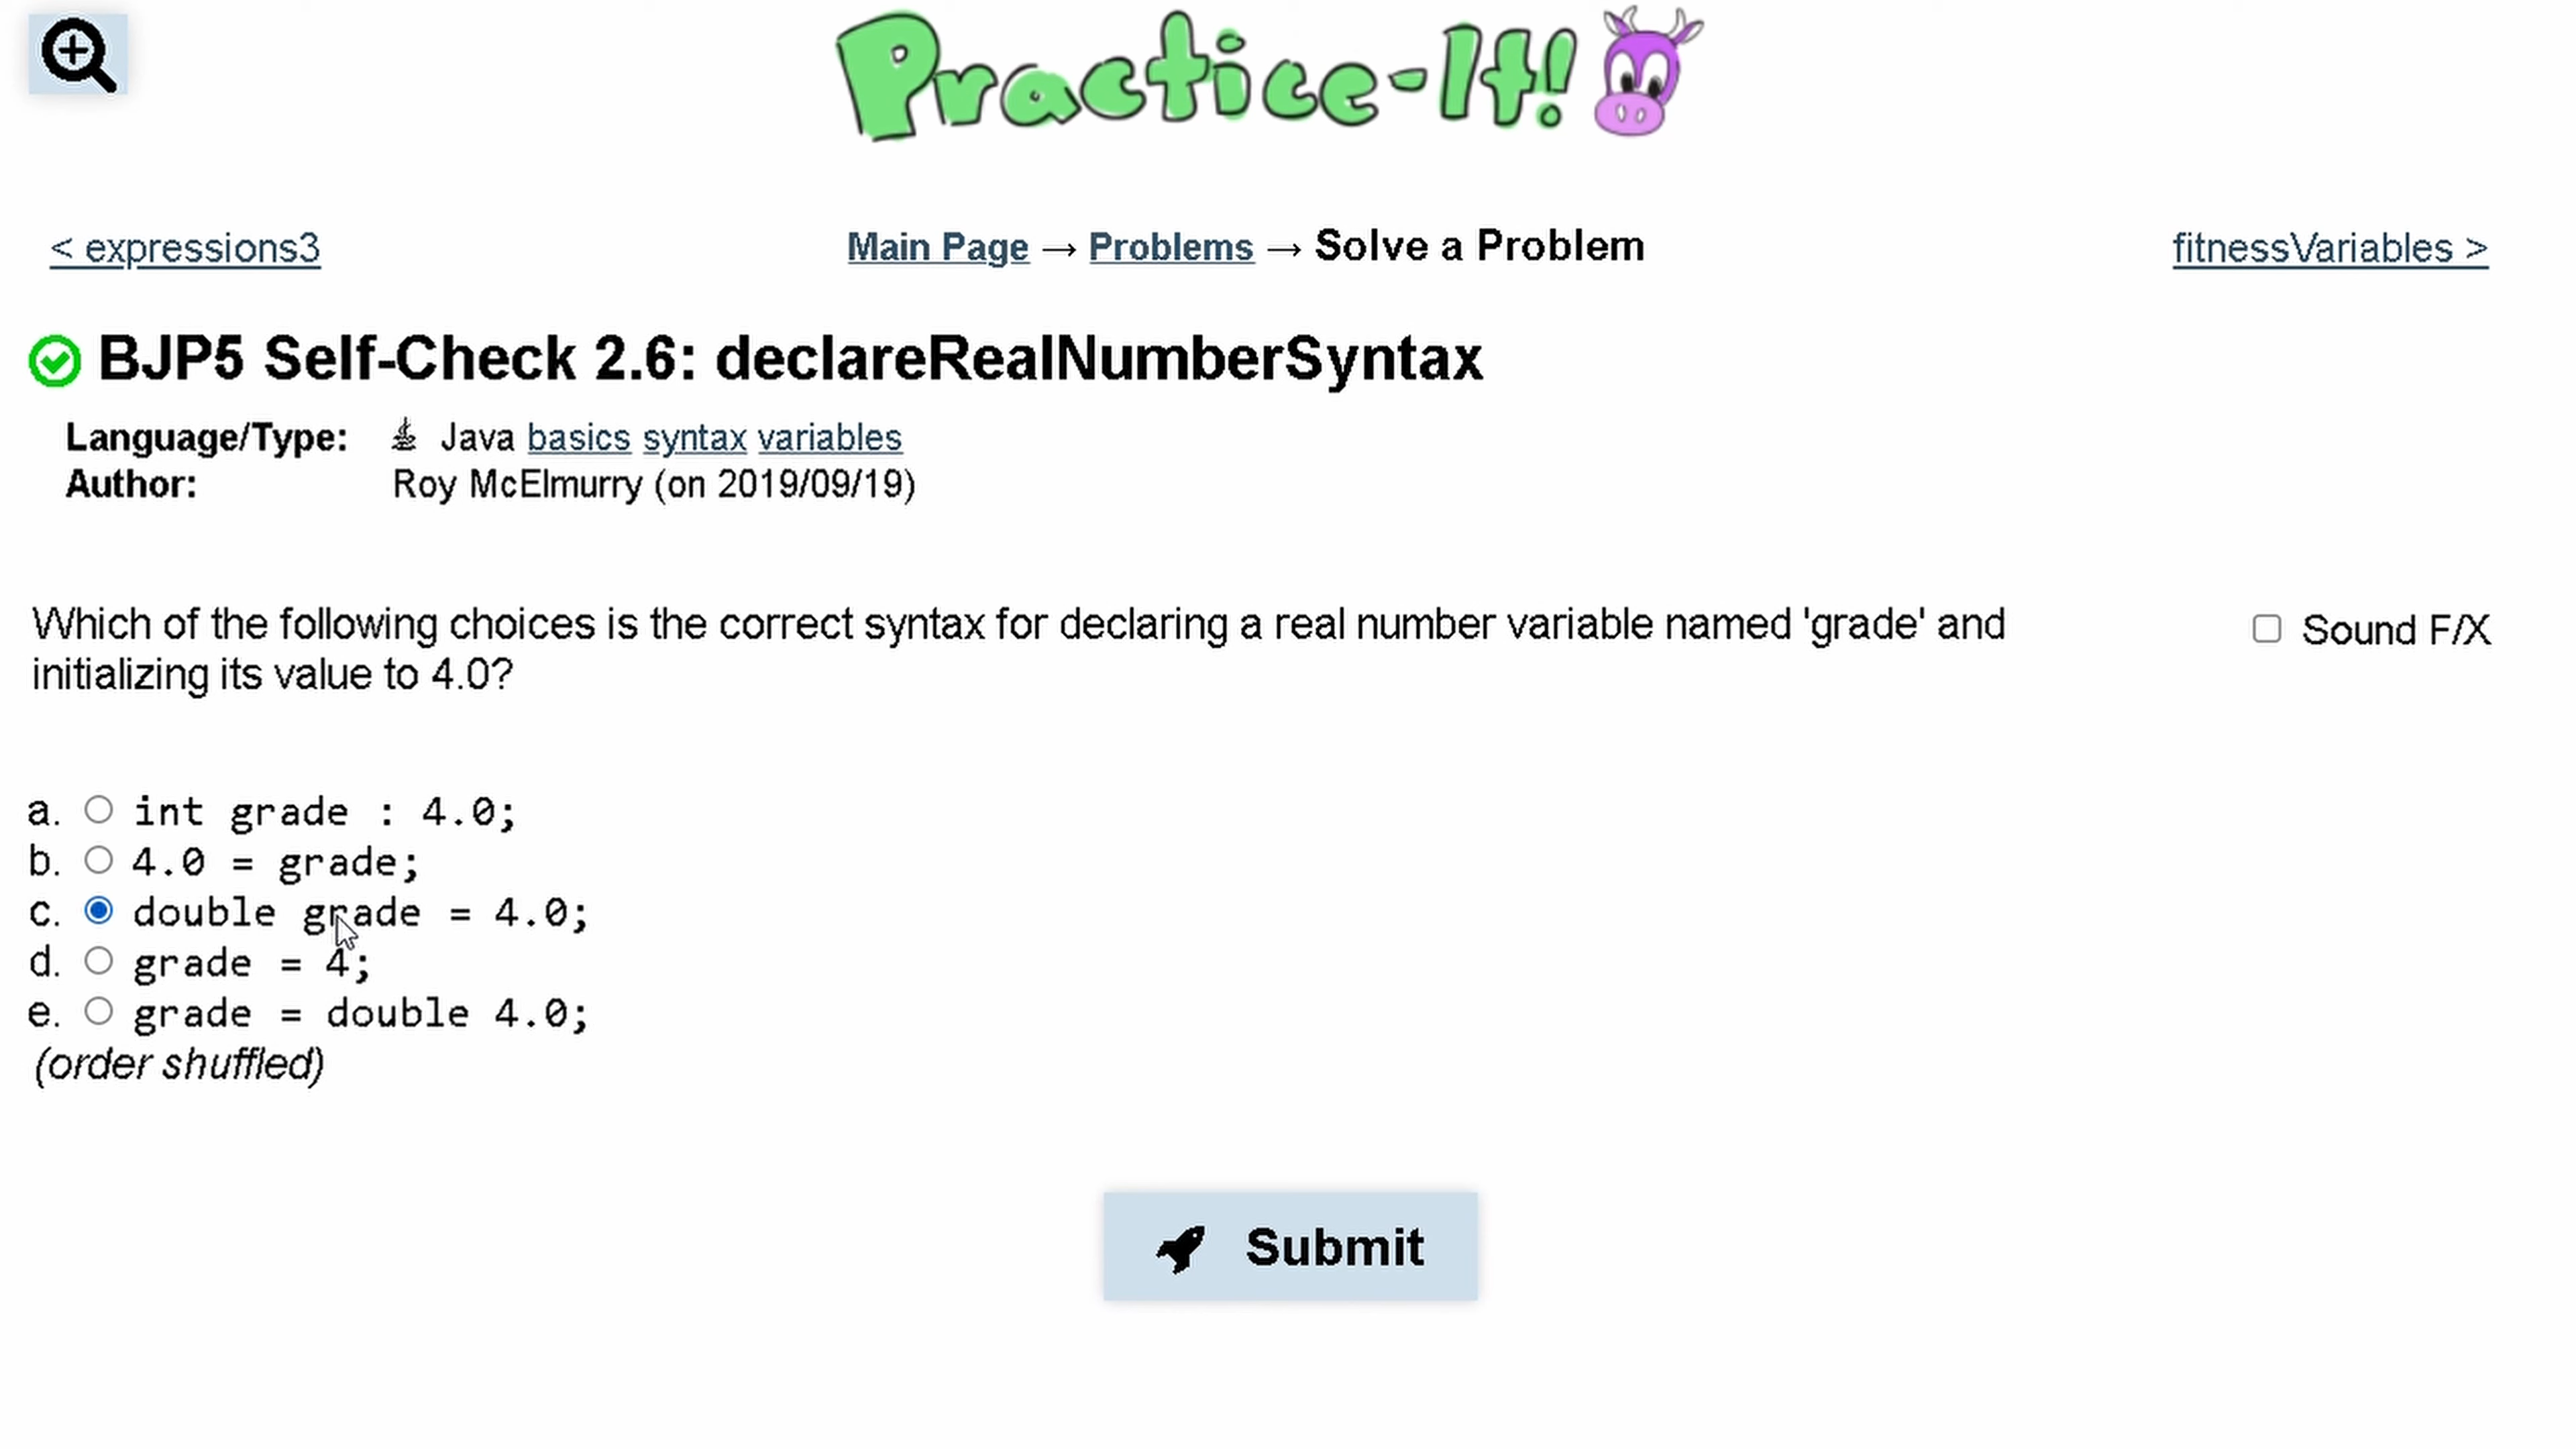 Practice-It!
< expressions3
Main Page → Problems → Solve a Problem
fitnessVariables >
BJP5 Self-Check 2.6: declareRealNumberSyntax
Language/Type: Java basics syntax variables
Author: Roy McElmurry (on 2019/09/19)
Which of the following choices is the correct syntax for declaring a real number variable named 'grade' and
initializing its value to 4.0?
Sound F/X
a. int grade : 4.0;
b. 4.0 = grade;
c. double grade = 4.0;
d. grade = 4;
e. grade = double 4.0;
(order shuffled)
Submit